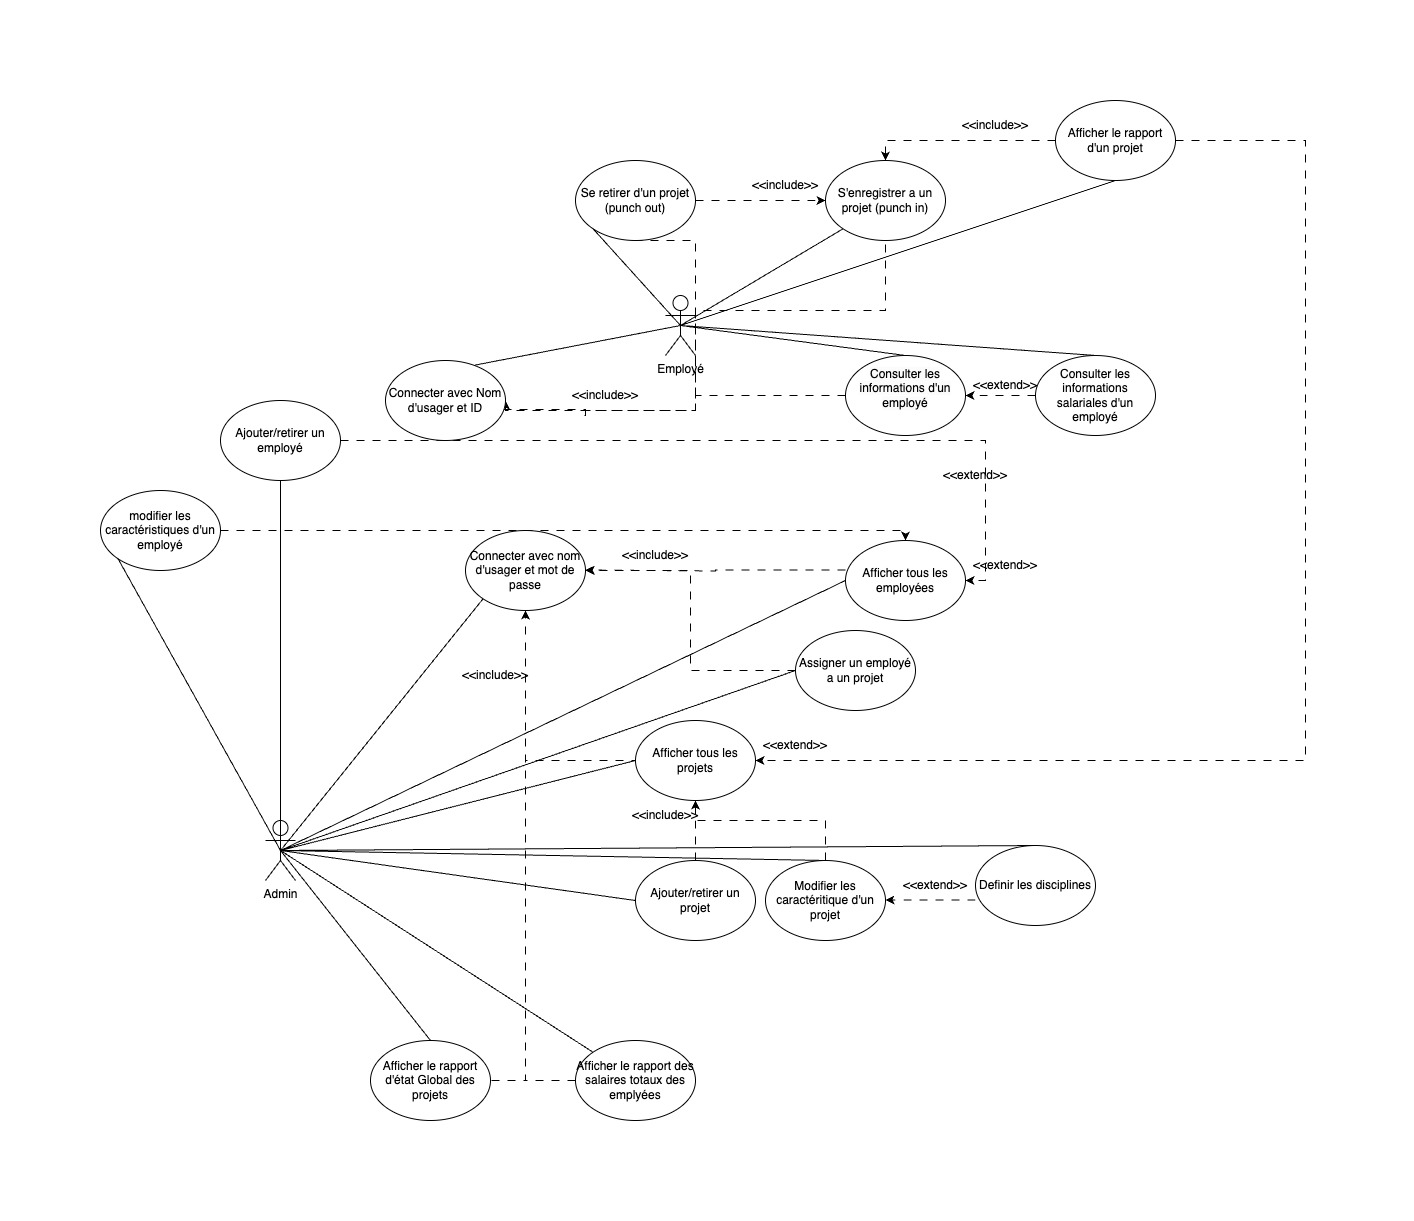 <<include>>
Afficher le rapport
d'un projet
Se retirer d'un projet
(punch out)
<<include>>
S'enregistrer a un
projet (punch in)
Employé
Connecter avec Nom
d'usager et ID
<<include>>
Consulter les
informations d'un
employé
<<extend>>
Consulter les
informations
salariales d'un
employé
Ajouter/retirer un
employé
<<extend>>
modifier les
caractéristiques d'un
employé
Connecter avec nom
d'usager et mot de
passe
<<include>>
Afficher tous les
employées
<<extend>>
Assigner un employé
a un projet
<<include>>
Afficher tous les
projets
<<extend>>
<<include>>
Admin
Ajouter/retirer un
projet
Modifier les
caractéritique d'un
projet
<<extend>>
Definir les disciplines
Afficher le rapport
d'état Global des
projets
Afficher le rapport des
salaires totaux des
emplyées